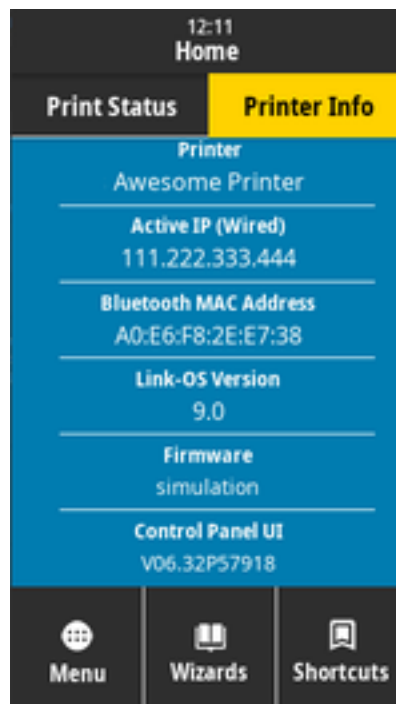 12:11
Home
Print Status
Printer Info
Printer
Awesome Printer
Active IP (Wired)
111.222.333.444
Bluetooth MAC Address
A0:E6:F8:2E:E7:38
Link-OS Version
9.0
Firmware
simulation
Control Panel UI
V06.32P57918
Menu
Wizards
Shortcuts